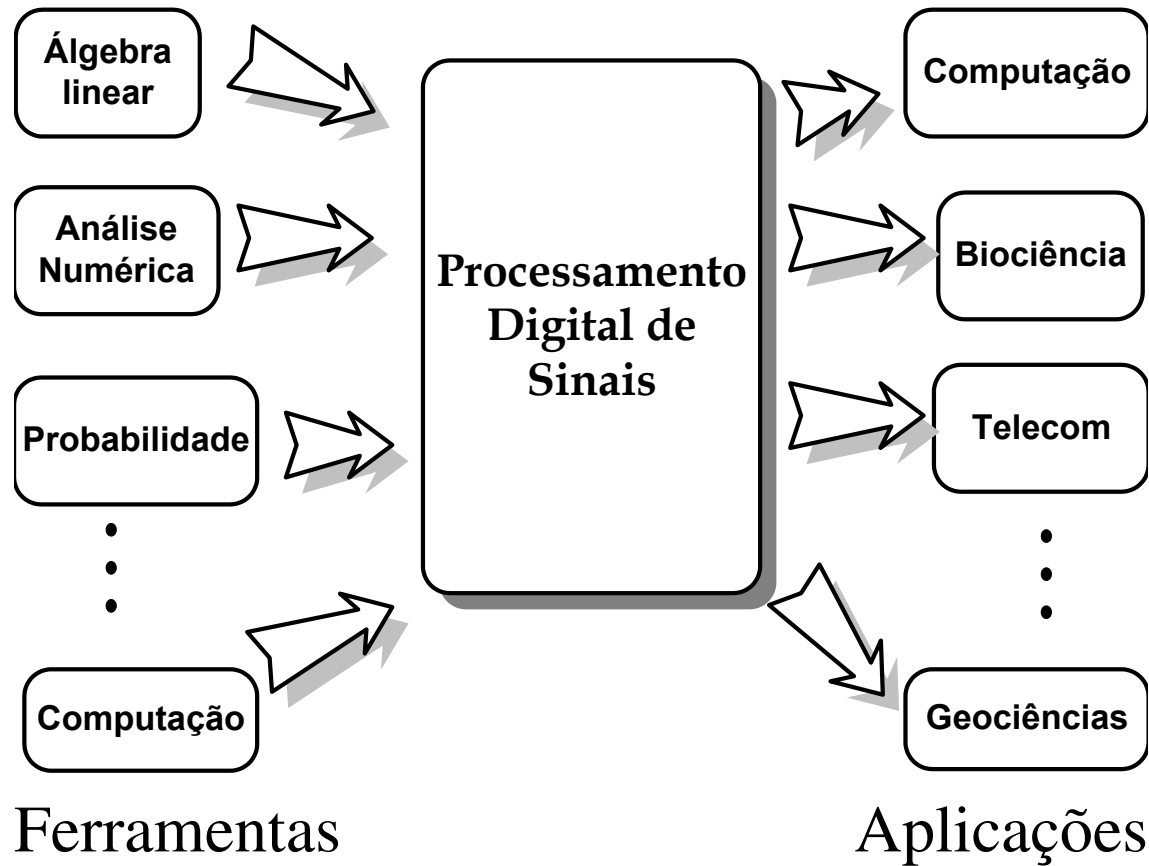 Álgebra
linear
Análise
Numérica
Probabilidade
Computação
Ferramentas
Processamento
Digital de
Sinais
Computação
Biociência
Telecom
Geociências
Aplicações